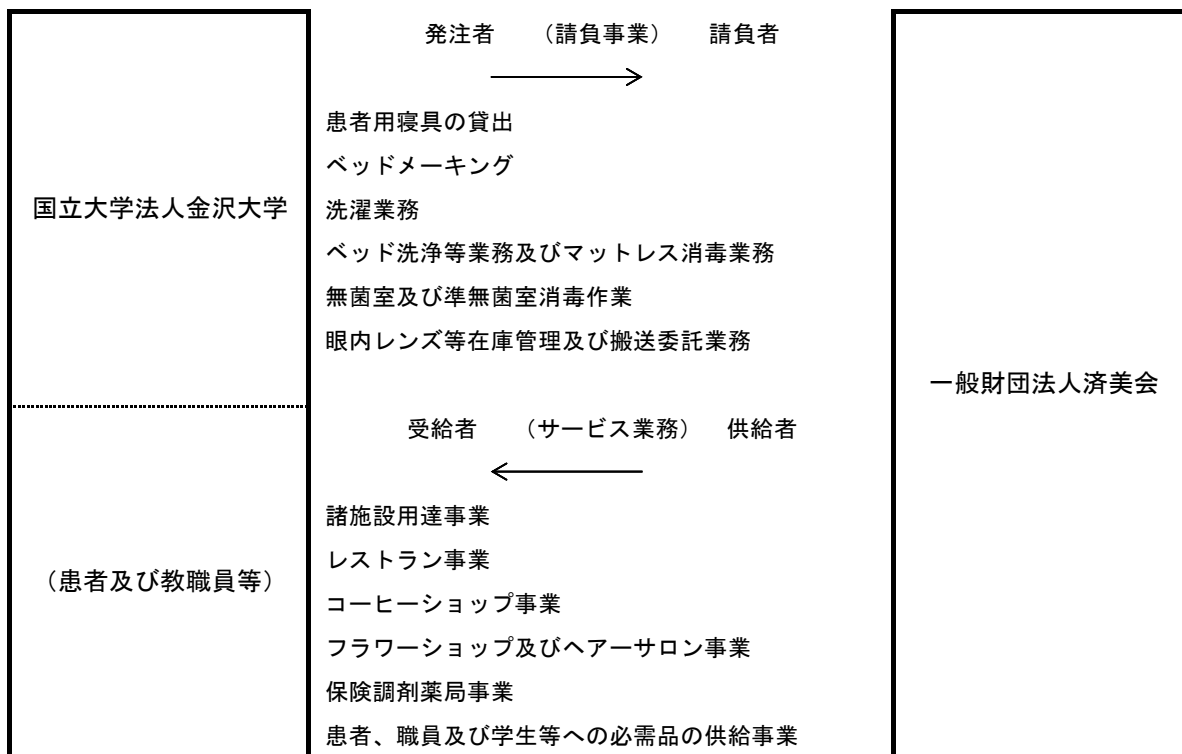 発注者 (請負事業) 請負者
患者用寝具の貸出
ベッドメーキング
国立大学法人金沢大学
洗濯業務
ベッド洗浄等業務及びマットレス消毒業務
無菌室及び準無菌室消毒作業
眼内レンズ等在庫管理及び搬送委託業務
一般財団法人済美会
受給者 (サービス業務) 供給者
諸施設用達事業
レストラン事業
(患者及び教職員等)
コーヒーショップ事業
フラワーショップ及びヘアーサロン事業
保険調剤薬局事業
患者、職員及び学生等への必需品の供給事業